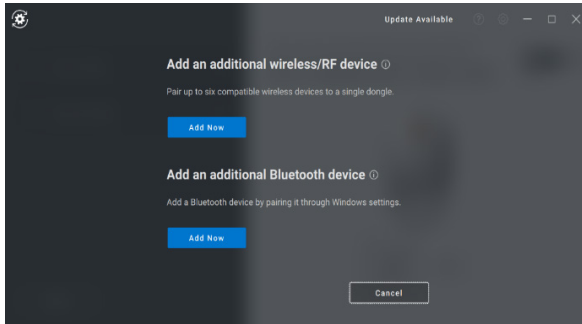 Update Available
Add an additional wireless/RF device
Pair up to six compatible wireless devices to a single dongle.
Add Now
Add an additional Bluetooth device
Add a Bluetooth device by pairing it through Windows settings.
Add Now
Cancel